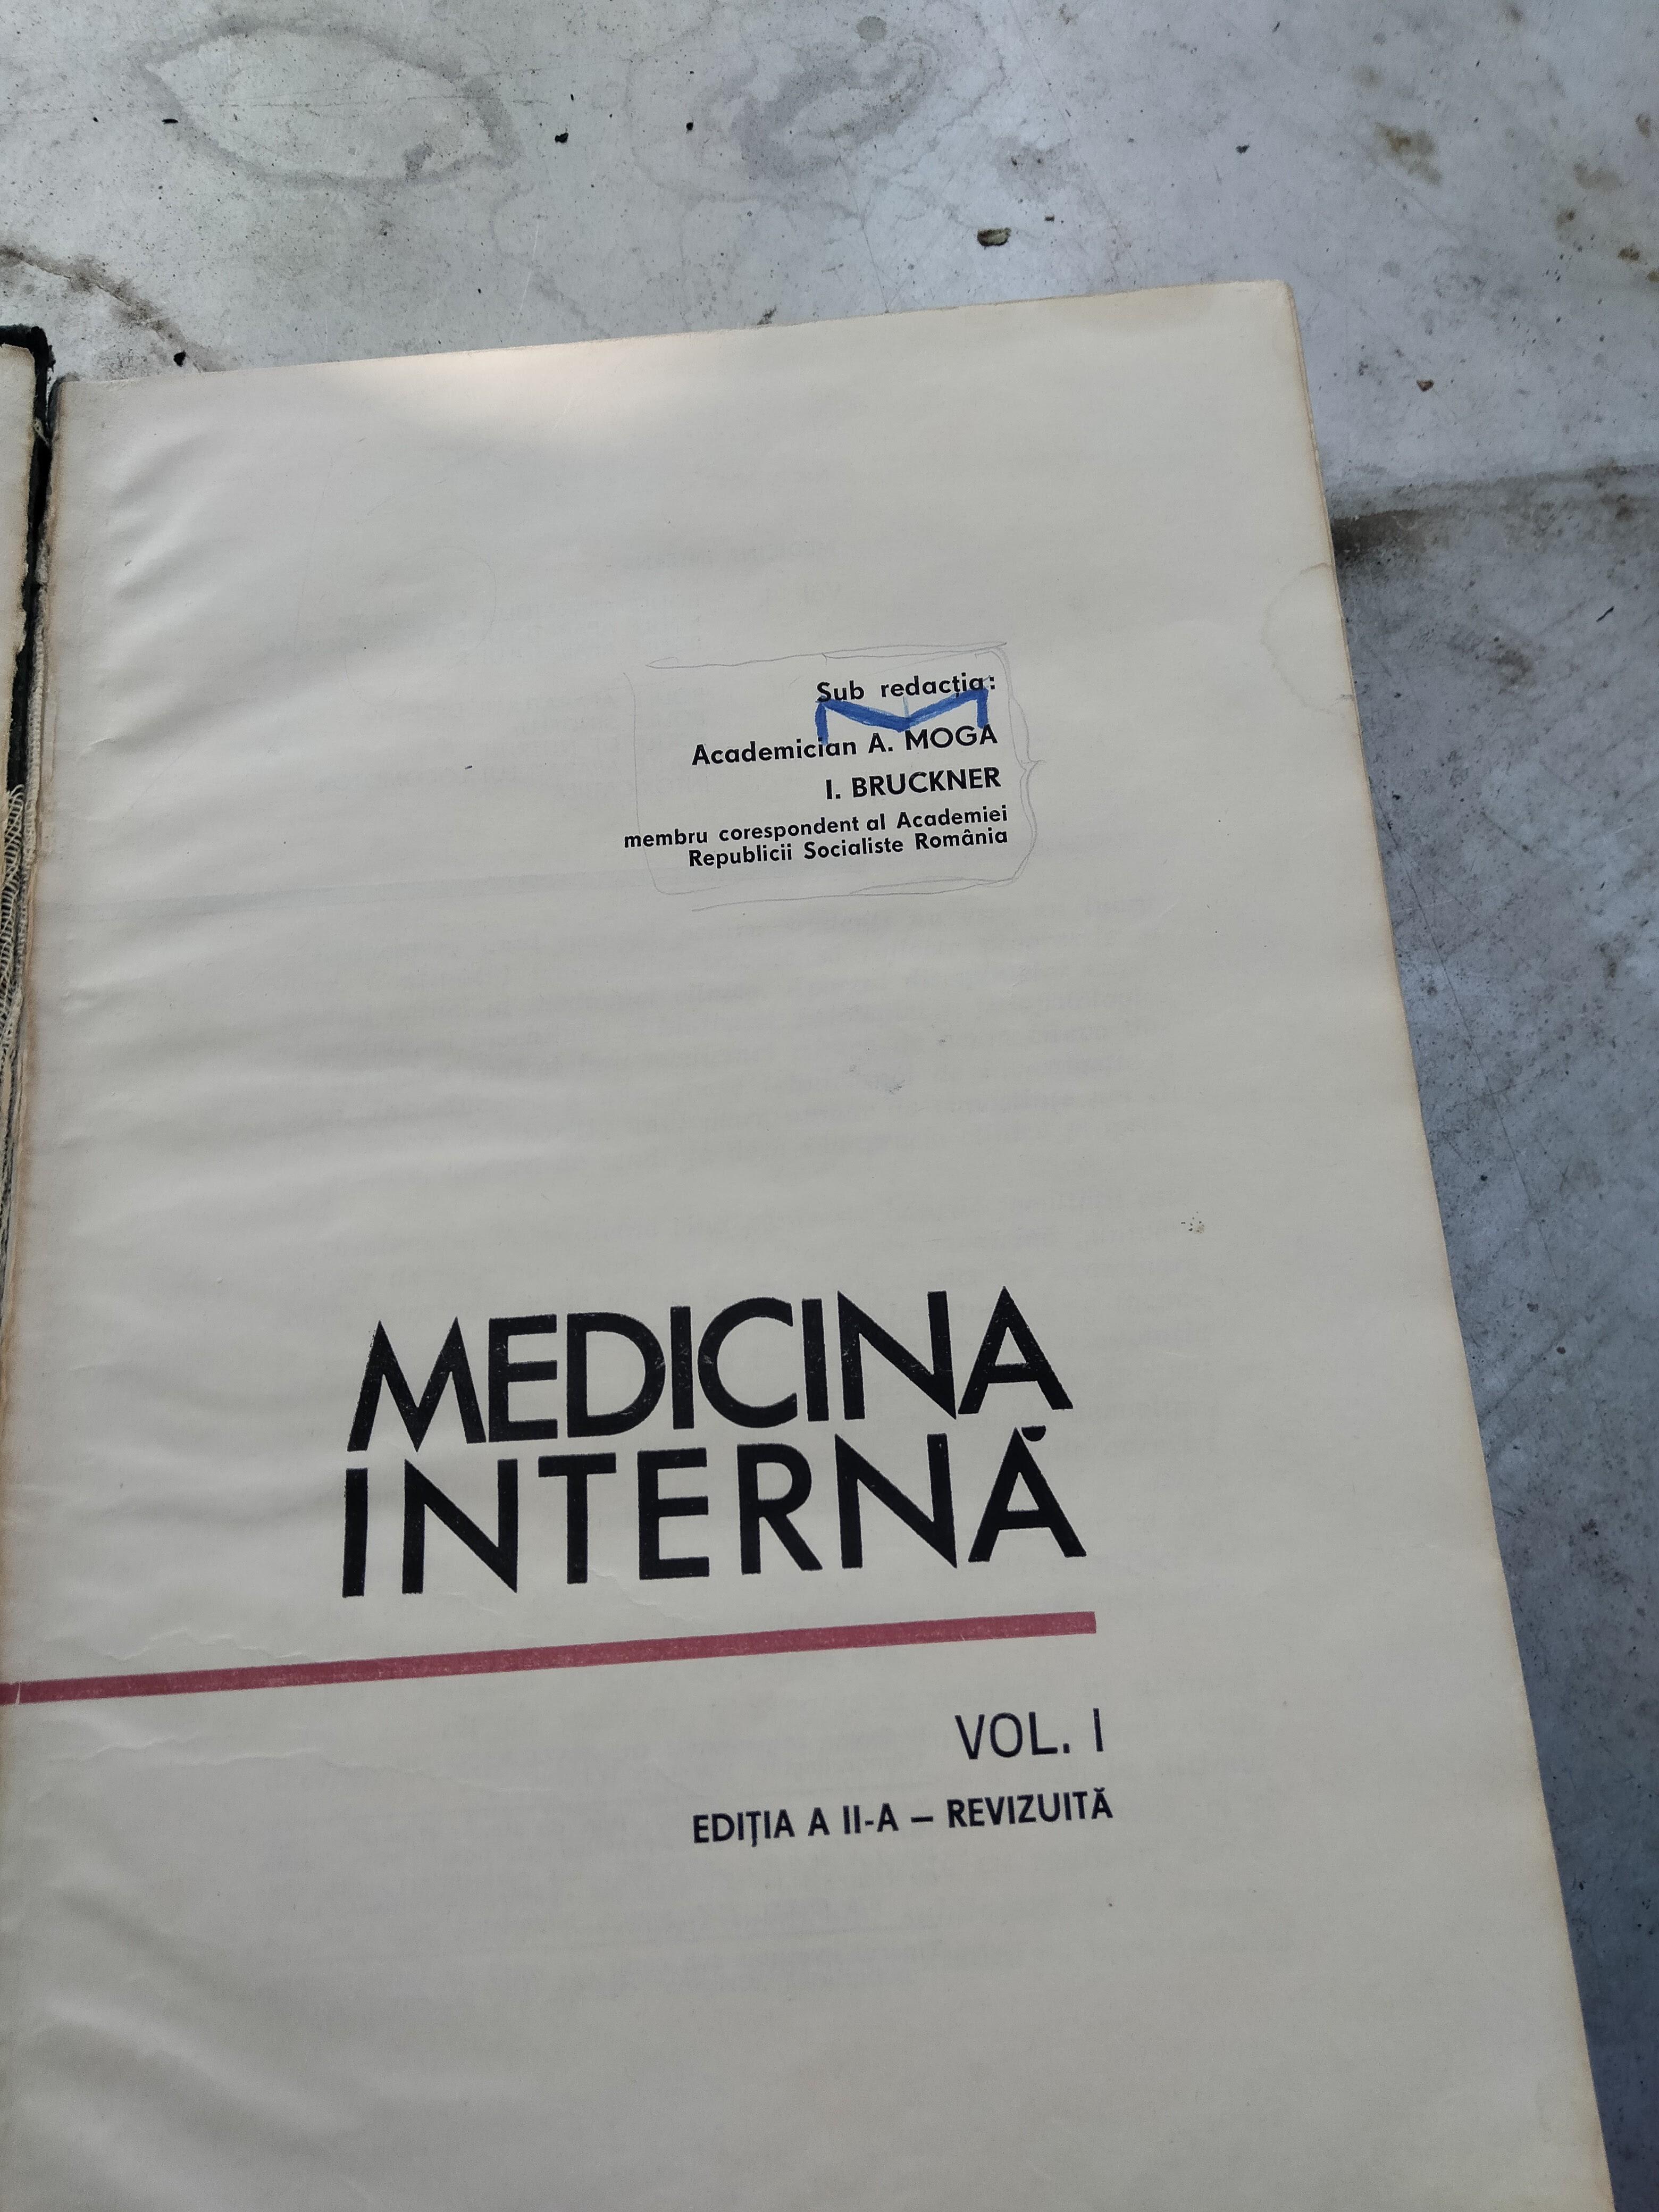 Sub redacția:
Academician A. MOGA
I. BRUCKNER
membru corespondent al Academiei
Republicii Socialiste România
MEDICINA
INTERNĂ
VOL. I
EDIȚIA A II-A – REVIZUITĂ